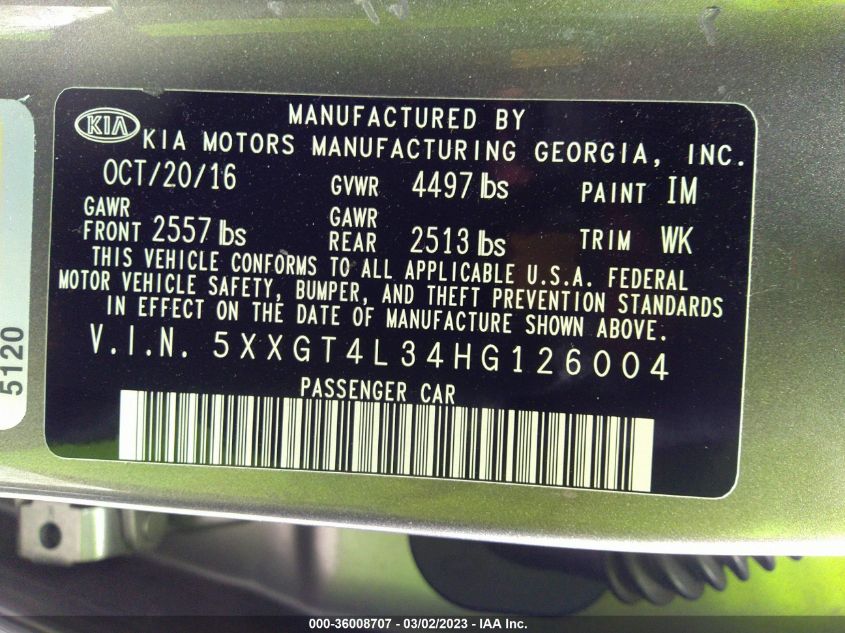 MANUFACTURED BY
KIA KIA MOTORS MANUFACTURING GEORGIA, INC.
OCT/20/16 GVWR 4497 lbs PAINT IM
GAWR FRONT 2557 lbs GAWR REAR 2513 lbs TRIM WK
THIS VEHICLE CONFORMS TO ALL APPLICABLE U.S.A. FEDERAL
MOTOR VEHICLE SAFETY, BUMPER, AND THEFT PREVENTION STANDARDS
IN EFFECT ON THE DATE OF MANUFACTURE SHOWN ABOVE.
V.I.N. 5XXGT4L34HG126004
PASSENGER CAR
5120
000-36008707 - 03/02/2023 - IAA Inc.